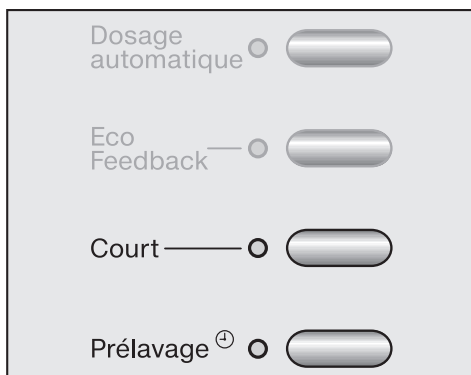 Dosage
automatique
Eco
Feedback
Court
Prélavage